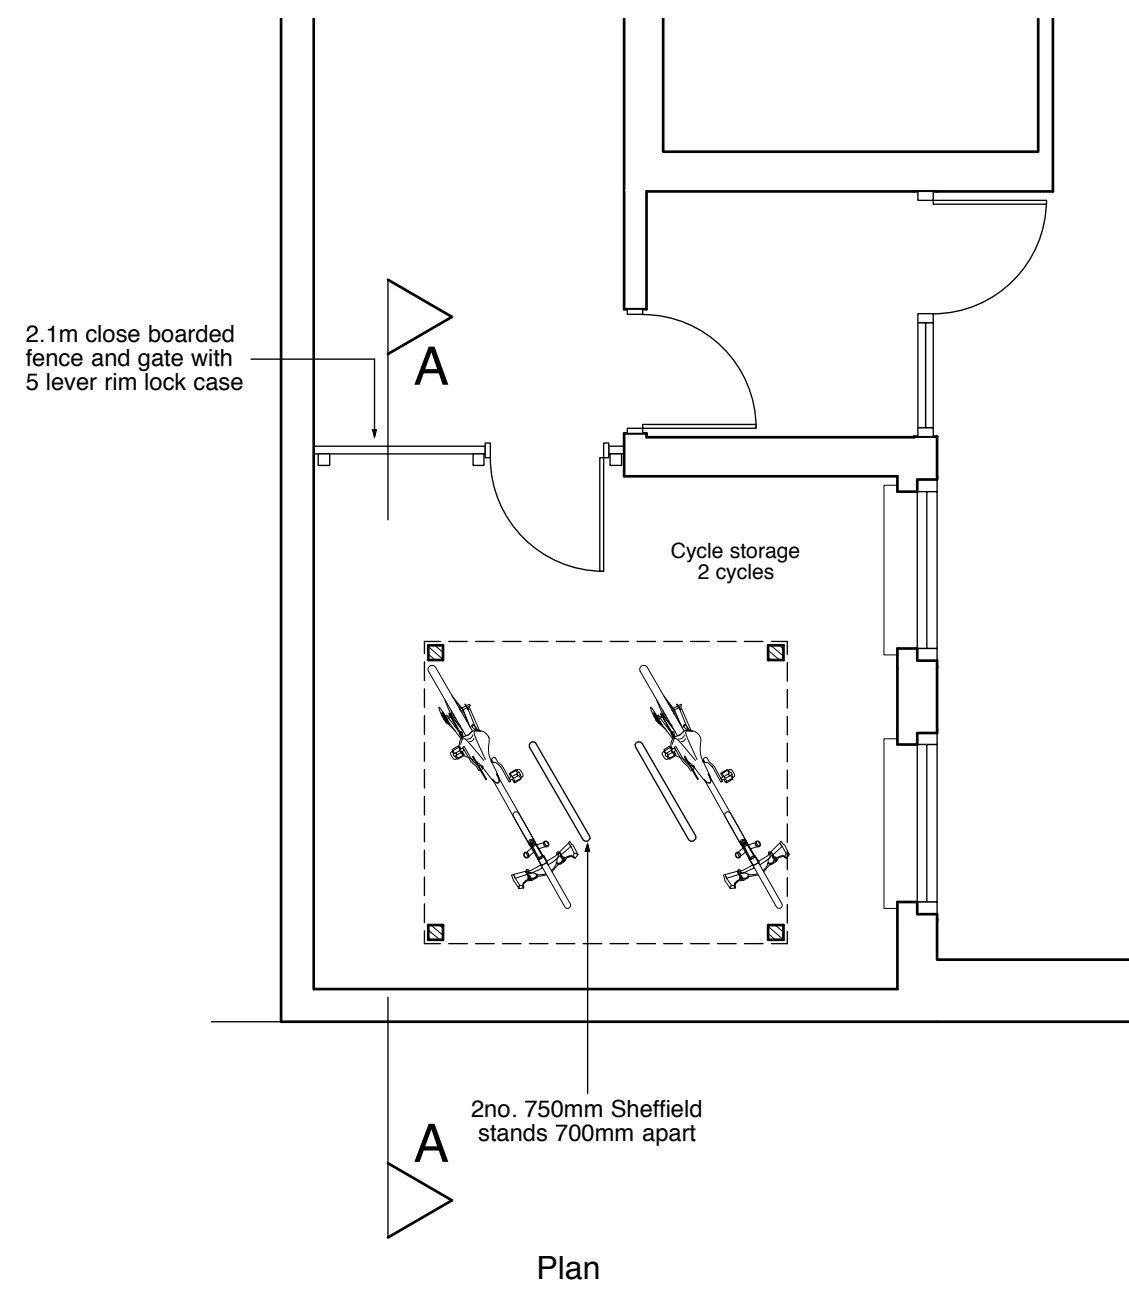 2.1m close boarded
fence and gate with
5 lever rim lock case
A
Cycle storage
2 cycles
2no. 750mm Sheffield
stands 700mm apart
A
Plan